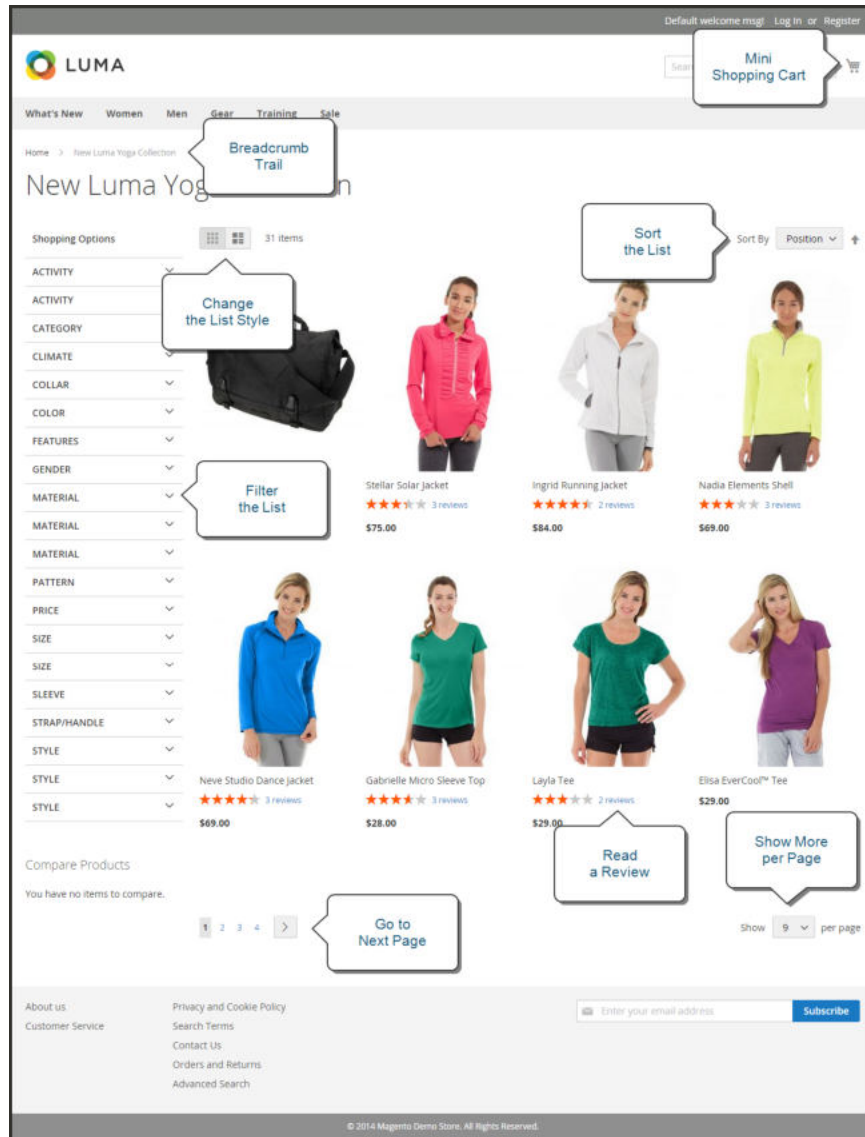 Default welcome msg! Log In or Register
LUMA
Sear
Mini
Shopping Cart
What's New Women Men Gear Training Sale
Home > New Luma Yoga Collection
Breadcrumb
Trail
New Luma Yog n
Shopping Options
31 items
Sort
the List
Sort By Position
Change
the List Style
ACTIVITY
ACTIVITY
CATEGORY
CLIMATE
COLLAR
COLOR
FEATURES
GENDER
MATERIAL
MATERIAL
MATERIAL
PATTERN
PRICE
SIZE
SIZE
SLEEVE
STRAP/HANDLE
STYLE
STYLE
STYLE
Filter
the List
Stellar Solar Jacket
3 reviews
$75.00
Ingrid Running Jacket
2 reviews
$84.00
Nadia Elements Shell
3 reviews
$69.00
Neve Studio Dance Jacket
3 reviews
$69.00
Gabrielle Micro Sleeve Top
3 reviews
$28.00
Layla Tee
2 reviews
$29.00
Elisa EverCool™ Tee
$29.00
Read
a Review
Show More
per Page
Compare Products
You have no items to compare.
1 2 3 4 >
Go to
Next Page
Show 9 per page
About us
Customer Service
Privacy and Cookie Policy
Search Terms
Contact Us
Orders and Returns
Advanced Search
Enter your email address
Subscribe
© 2014 Magento Demo Store. All Rights Reserved.